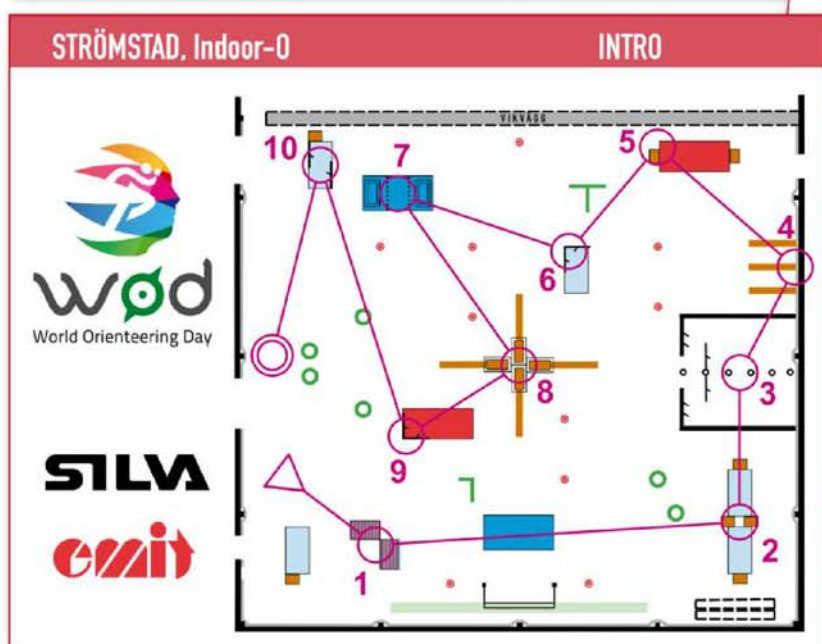 STRÖMSTAD, Indoor-O INTRO
VIKVÄGG
10
7
5
4
wod
World Orienteering Day
6
8
3
9
SILVA
emit
1
2